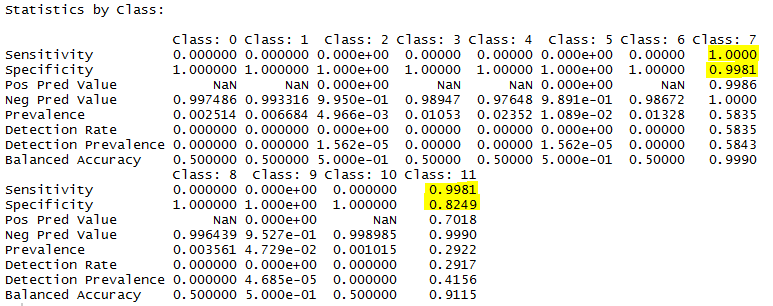 Statistics by Class:
Class: 0 Class: 1 Class: 2 Class: 3 Class: 4 Class: 5 Class: 6 Class: 7
Sensitivity 0.000000 0.000000 0.000e+00 0.00000 0.00000 0.000e+00 0.00000 1.0000
Specificity 1.000000 1.000000 1.000e+00 1.00000 1.00000 1.000e+00 1.00000 0.9981
Pos Pred Value NaN NaN 0.000e+00 NaN NaN 0.000e+00 NaN 0.9986
Neg Pred Value 0.997486 0.993316 9.950e-01 0.98947 0.97648 9.891e-01 0.98672 1.0000
Prevalence 0.002514 0.006684 4.966e-03 0.01053 0.02352 1.089e-02 0.01328 0.5835
Detection Rate 0.000000 0.000000 0.000e+00 0.00000 0.00000 0.000e+00 0.00000 0.5835
Detection Prevalence 0.000000 0.000000 1.562e-05 0.00000 0.00000 1.562e-05 0.00000 0.5843
Balanced Accuracy 0.500000 0.500000 5.000e-01 0.50000 0.50000 5.000e-01 0.50000 0.9990
Class: 8 Class: 9 Class: 10 Class: 11
Sensitivity 0.000000 0.000e+00 0.000000 0.9981
Specificity 1.000000 1.000e+00 1.000000 0.8249
Pos Pred Value NaN 0.000e+00 NaN 0.7018
Neg Pred Value 0.996439 9.527e-01 0.998985 0.9990
Prevalence 0.003561 4.729e-02 0.001015 0.2922
Detection Rate 0.000000 0.000e+00 0.000000 0.2917
Detection Prevalence 0.000000 4.685e-05 0.000000 0.4156
Balanced Accuracy 0.500000 5.000e-01 0.500000 0.9115